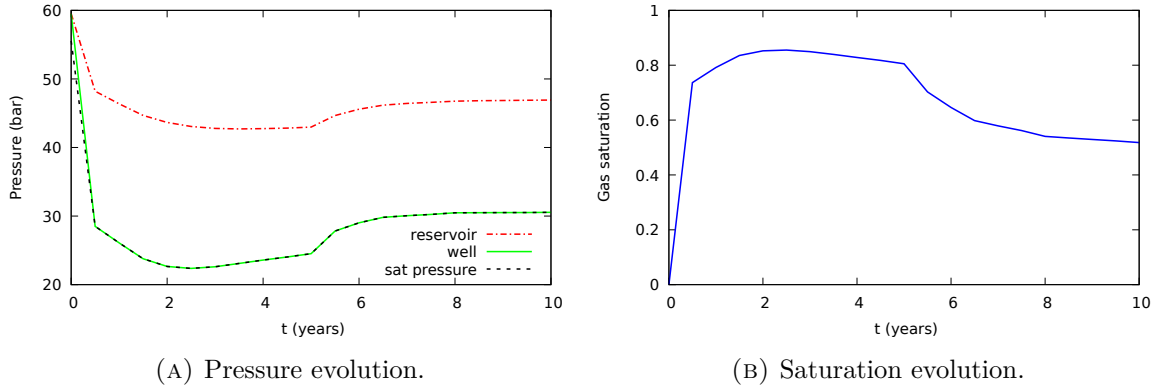 60
50
40
30
20
Pressure (bar)
reservoir
well
sat pressure
0 2 4 6 8 10
t (years)
(A) Pressure evolution.
1
0.8
0.6
0.4
0.2
0
Gas saturation
0 2 4 6 8 10
t (years)
(B) Saturation evolution.